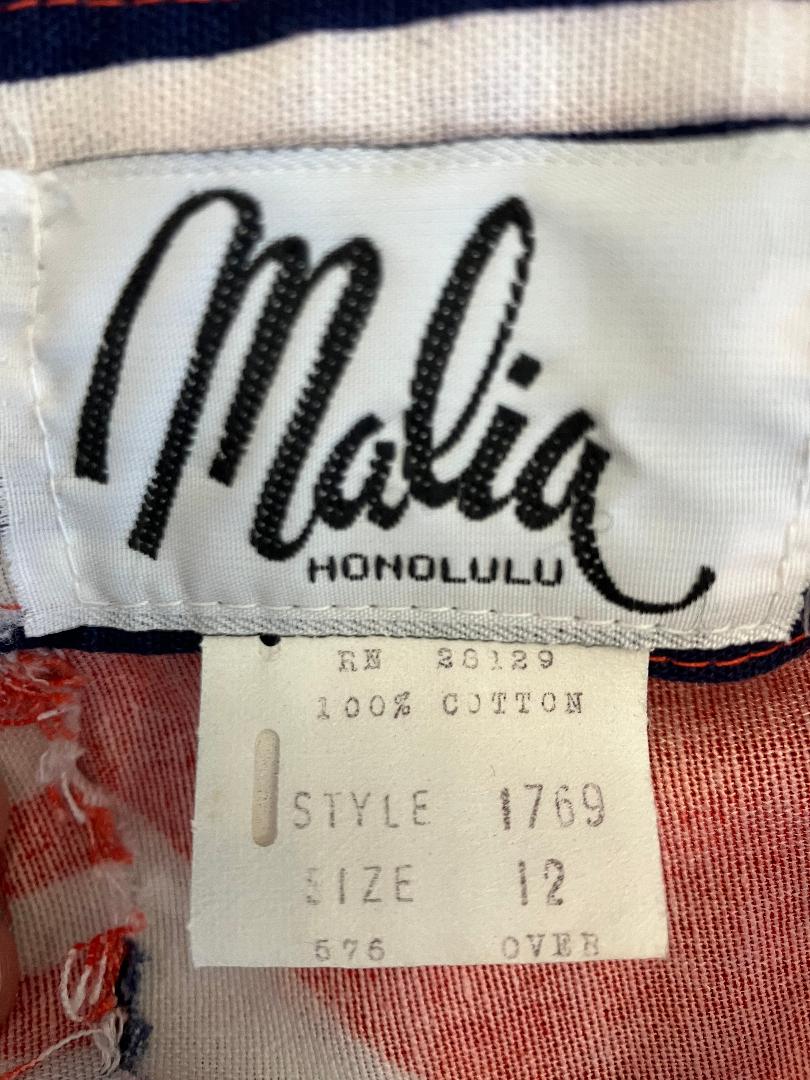 Malia
HONOLULU
RN 28129
100% COTTON
STYLE 1769
SIZE 12
576 OVER